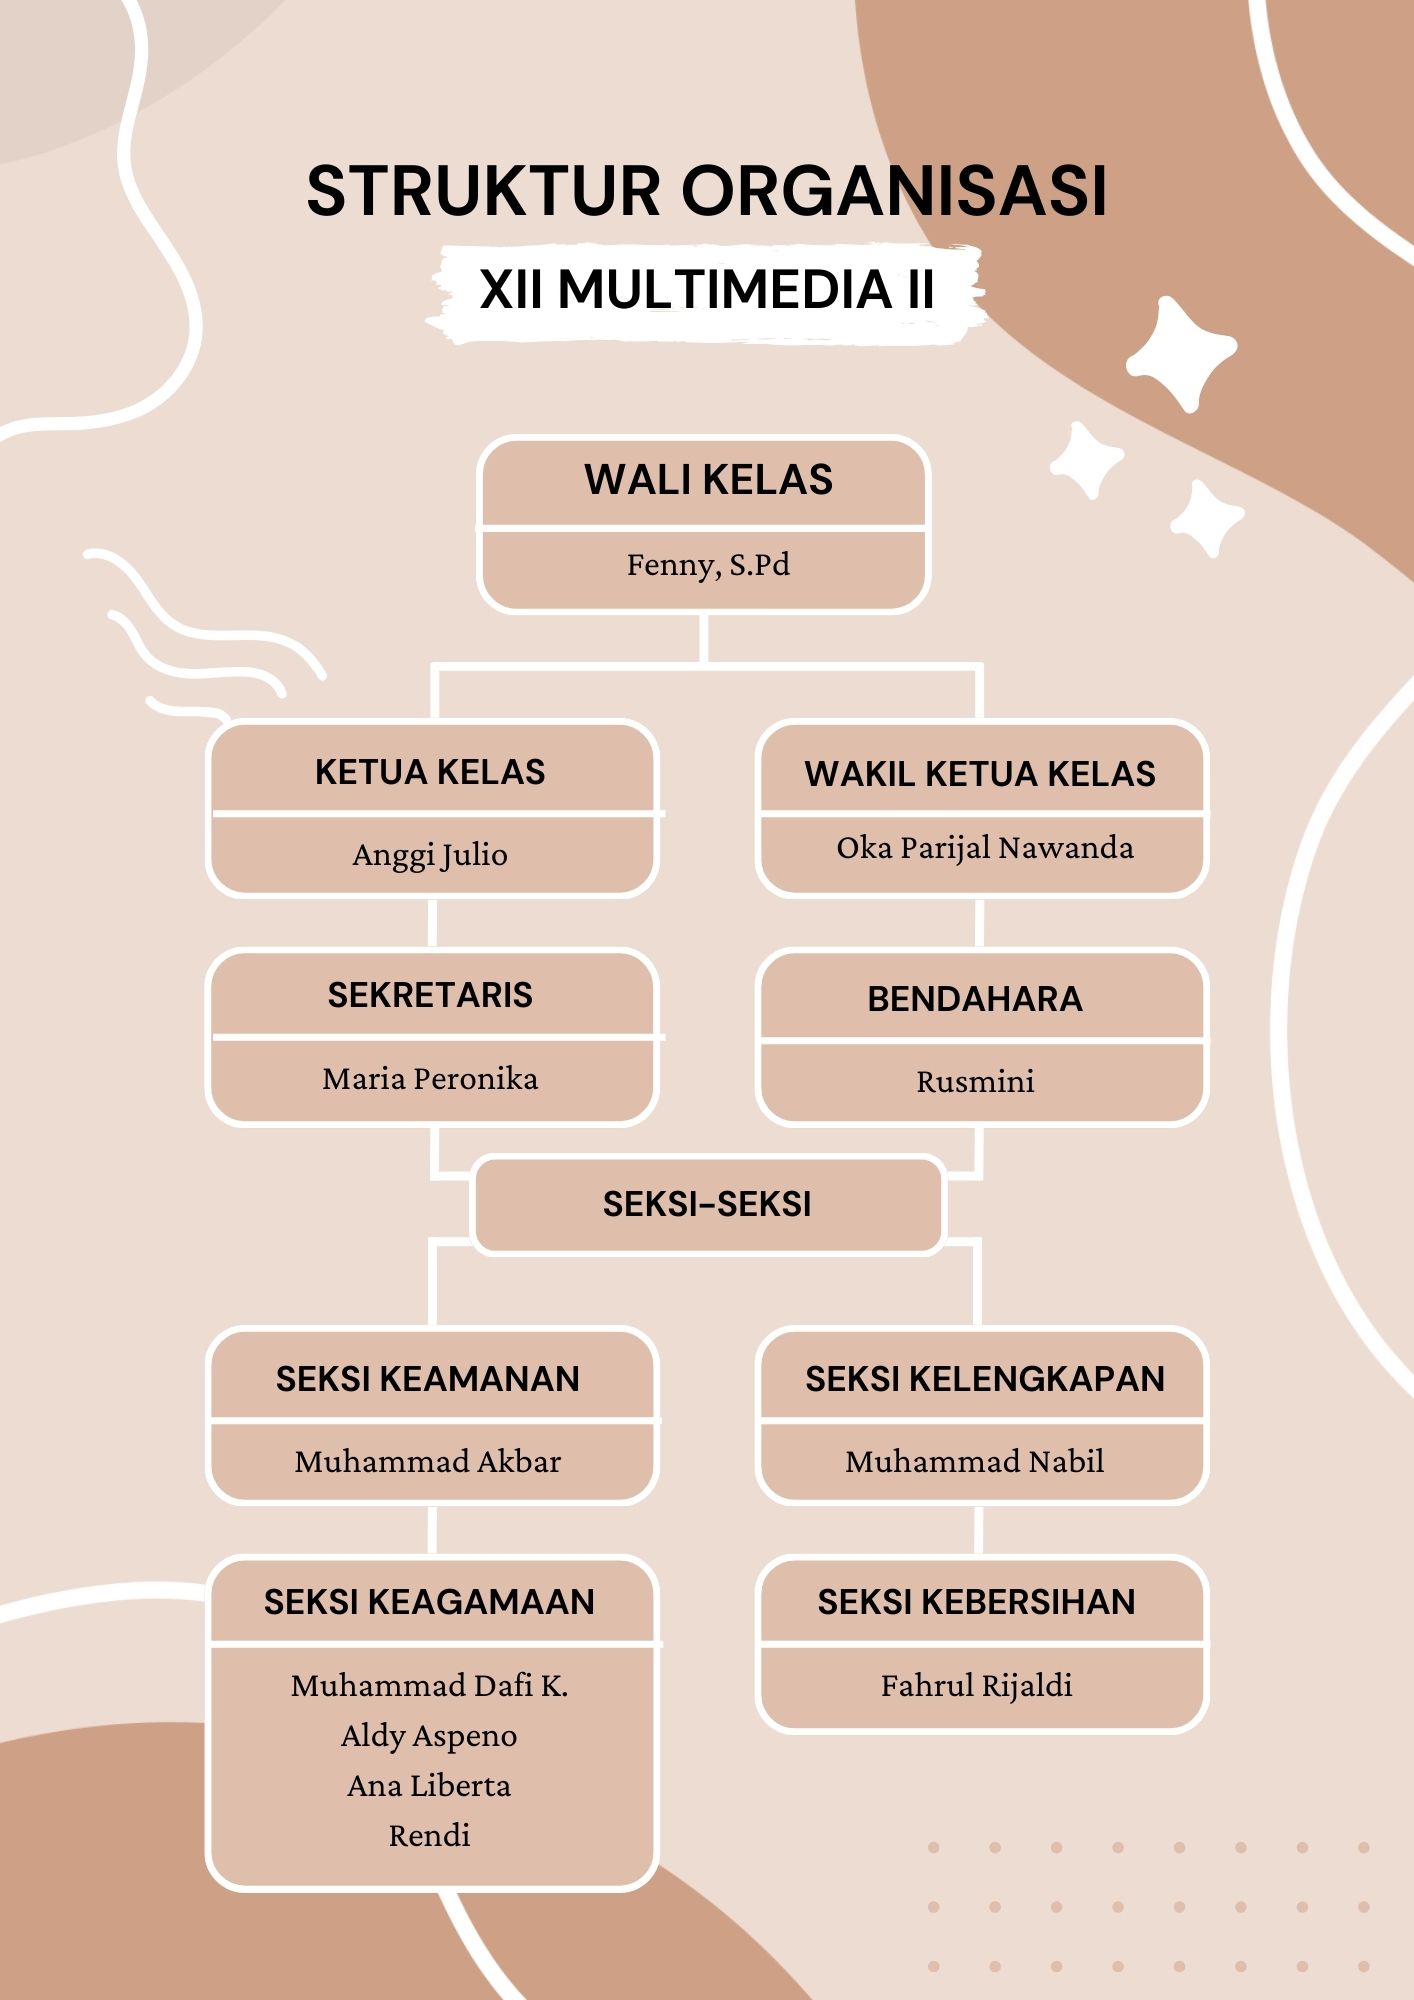 STRUKTUR ORGANISASI
XII MULTIMEDIA II
WALI KELAS
Fenny, S.Pd
KETUA KELAS
Anggi Julio
WAKIL KETUA KELAS
Oka Parijal Nawanda
SEKRETARIS
Maria Peronika
BENDAHARA
Rusmini
SEKSI-SEKSI
SEKSI KEAMANAN
Muhammad Akbar
SEKSI KELENGKAPAN
Muhammad Nabil
SEKSI KEAGAMAAN
Muhammad Dafi K.
Aldy Aspeno
Ana Liberta
Rendi
SEKSI KEBERSIHAN
Fahrul Rijaldi